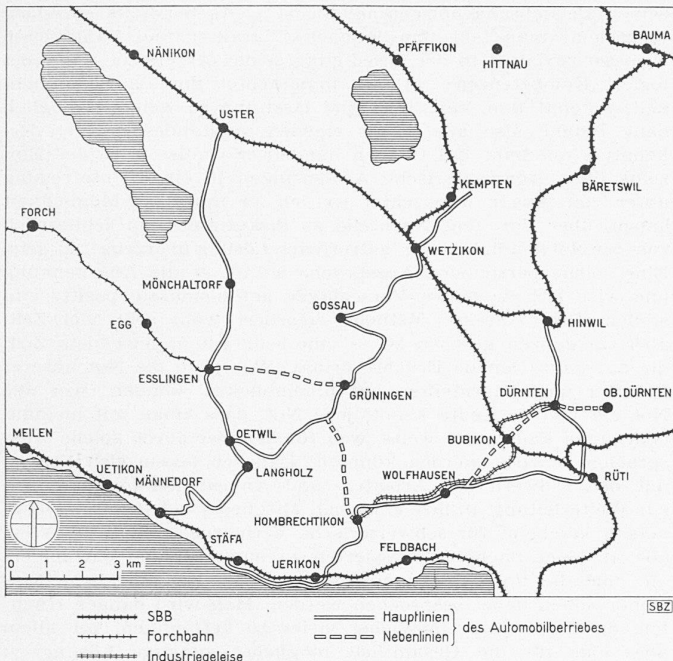 NÄNIKON
PFÄFFIKON
HITTNAU
BAUMA
USTER
BÄRETSWIL
KEMPTEN
FORCH
WETZIKON
MÖNCHALTORF
GOSSAU
HINWIL
EGG
ESSLINGEN
GRÜNINGEN
DÜRNTEN
OB. DÜRNTEN
MEILEN
OETWIL
BUBIKON
UETIKON
LANGHOLZ
MÄNNEDORF
WOLFHAUSEN
RÜTI
HOMBRECHTIKON
STÄFA
FELDBACH
UERIKON
0 1 2 3 km
SBZ
SBB
Forchbahn
Industriegeleise
Hauptlinien
Nebenlinien
des Automobilbetriebes